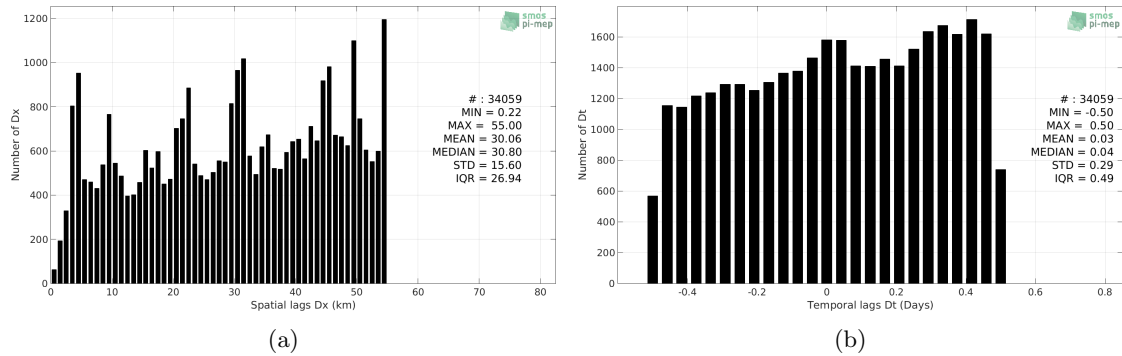 smos
pi-mep
1200
1000
800
600
400
200
0
Number of Dx
# : 34059
MIN = 0.22
MAX = 55.00
MEAN = 30.06
MEDIAN = 30.80
STD = 15.60
IQR = 26.94
0 10 20 30 40 50 60 70 80
Spatial lags Dx (km)
(a)
smos
pi-mep
1600
1400
1200
1000
800
600
400
200
0
Number of Dt
# : 34059
MIN = -0.50
MAX = 0.50
MEAN = 0.03
MEDIAN = 0.04
STD = 0.29
IQR = 0.49
-0.4 -0.2 0 0.2 0.4 0.6 0.8
Temporal lags Dt (Days)
(b)